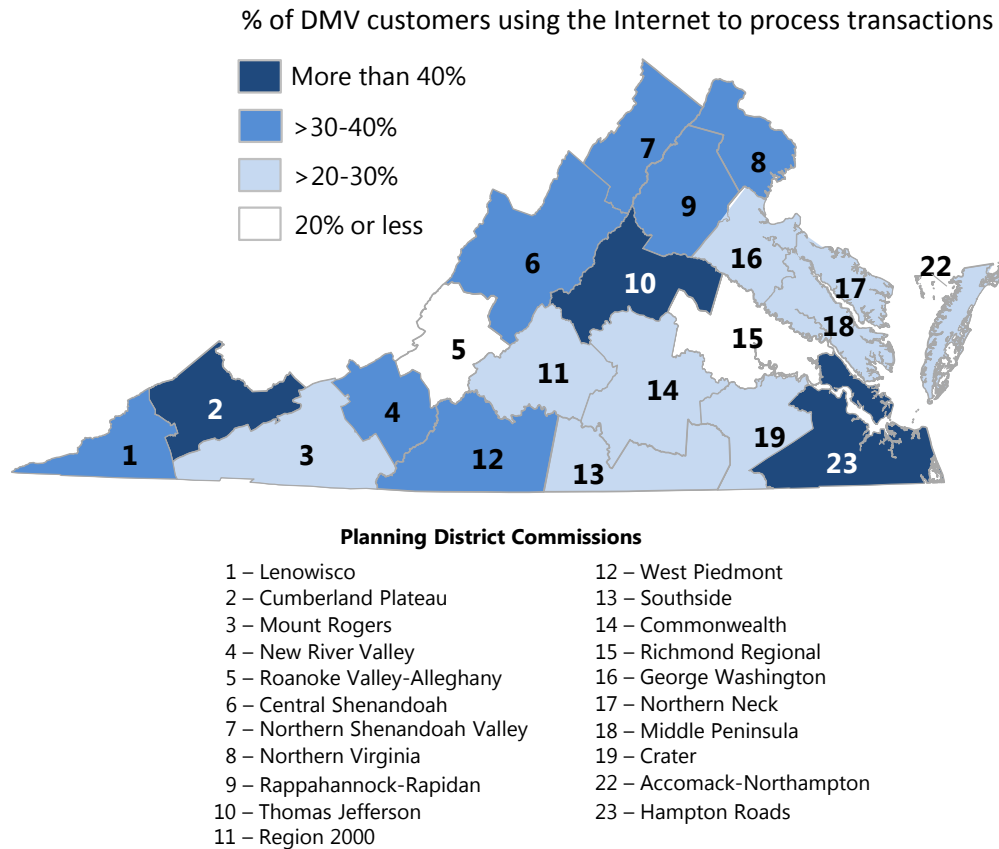 % of DMV customers using the Internet to process transactions
More than 40%
>30-40%
>20-30%
20% or less
7
8
9
6
16
22
10
17
18
15
5
11
14
2
4
19
1
3
12
13
23
Planning District Commissions
1 – Lenowisco
2 – Cumberland Plateau
3 – Mount Rogers
4 – New River Valley
5 – Roanoke Valley-Alleghany
6 – Central Shenandoah
7 – Northern Shenandoah Valley
8 – Northern Virginia
9 – Rappahannock-Rapidan
10 – Thomas Jefferson
11 – Region 2000
12 – West Piedmont
13 – Southside
14 – Commonwealth
15 – Richmond Regional
16 – George Washington
17 – Northern Neck
18 – Middle Peninsula
19 – Crater
22 – Accomack-Northampton
23 – Hampton Roads